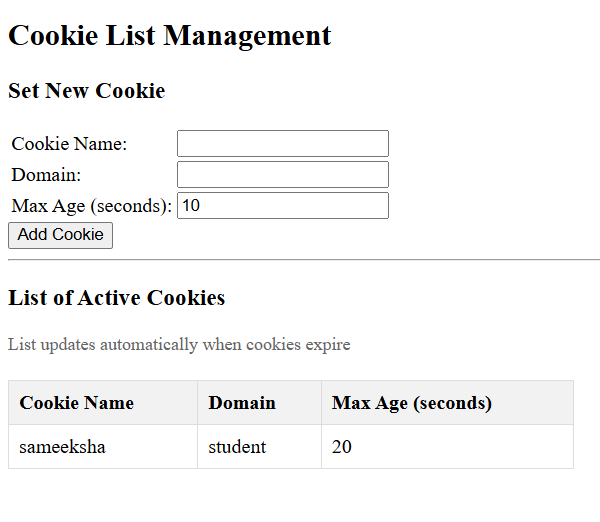 Cookie List Management
Set New Cookie
Cookie Name:
Domain:
Max Age (seconds): 10
Add Cookie
List of Active Cookies
List updates automatically when cookies expire
Cookie Name Domain Max Age (seconds)
sameeksha student 20